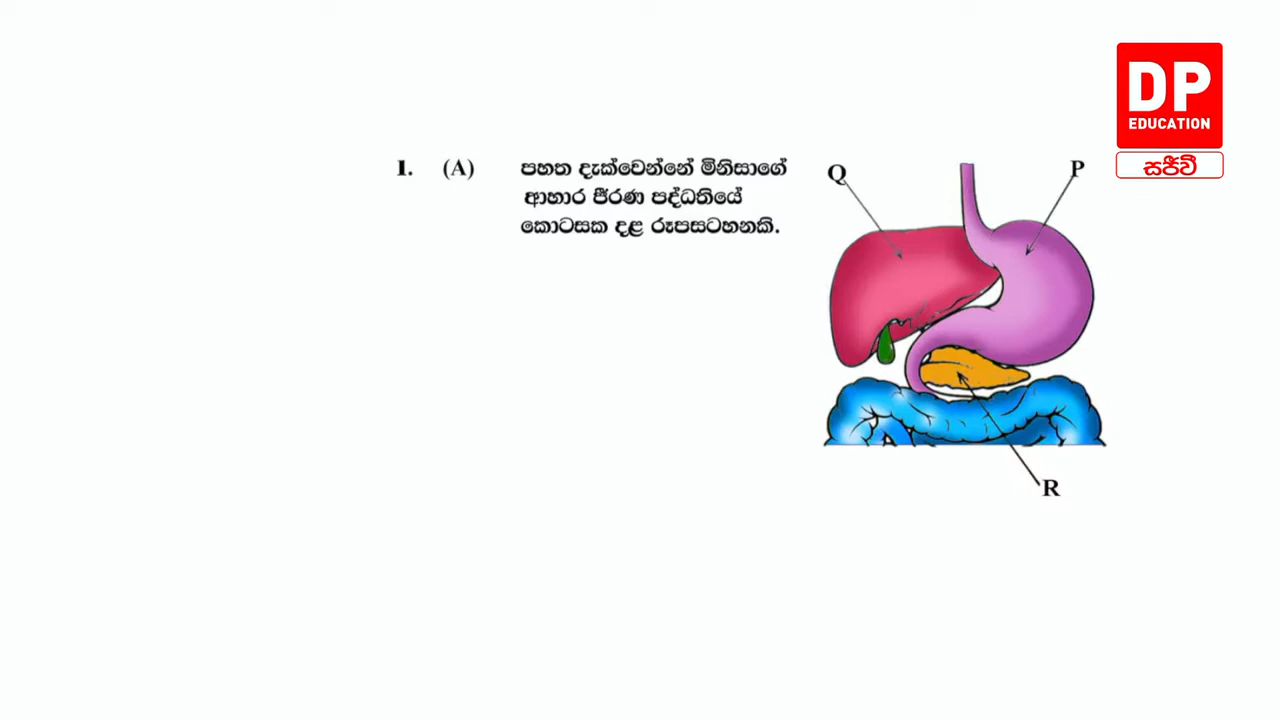 DP
EDUCATION
සජීවී
1. (A) පහත දැක්වෙන්නේ මිනිසාගේ
ආහාර ජීරණ පද්ධතියේ
කොටසක දළ රූපසටහනකි.
Q
P
R